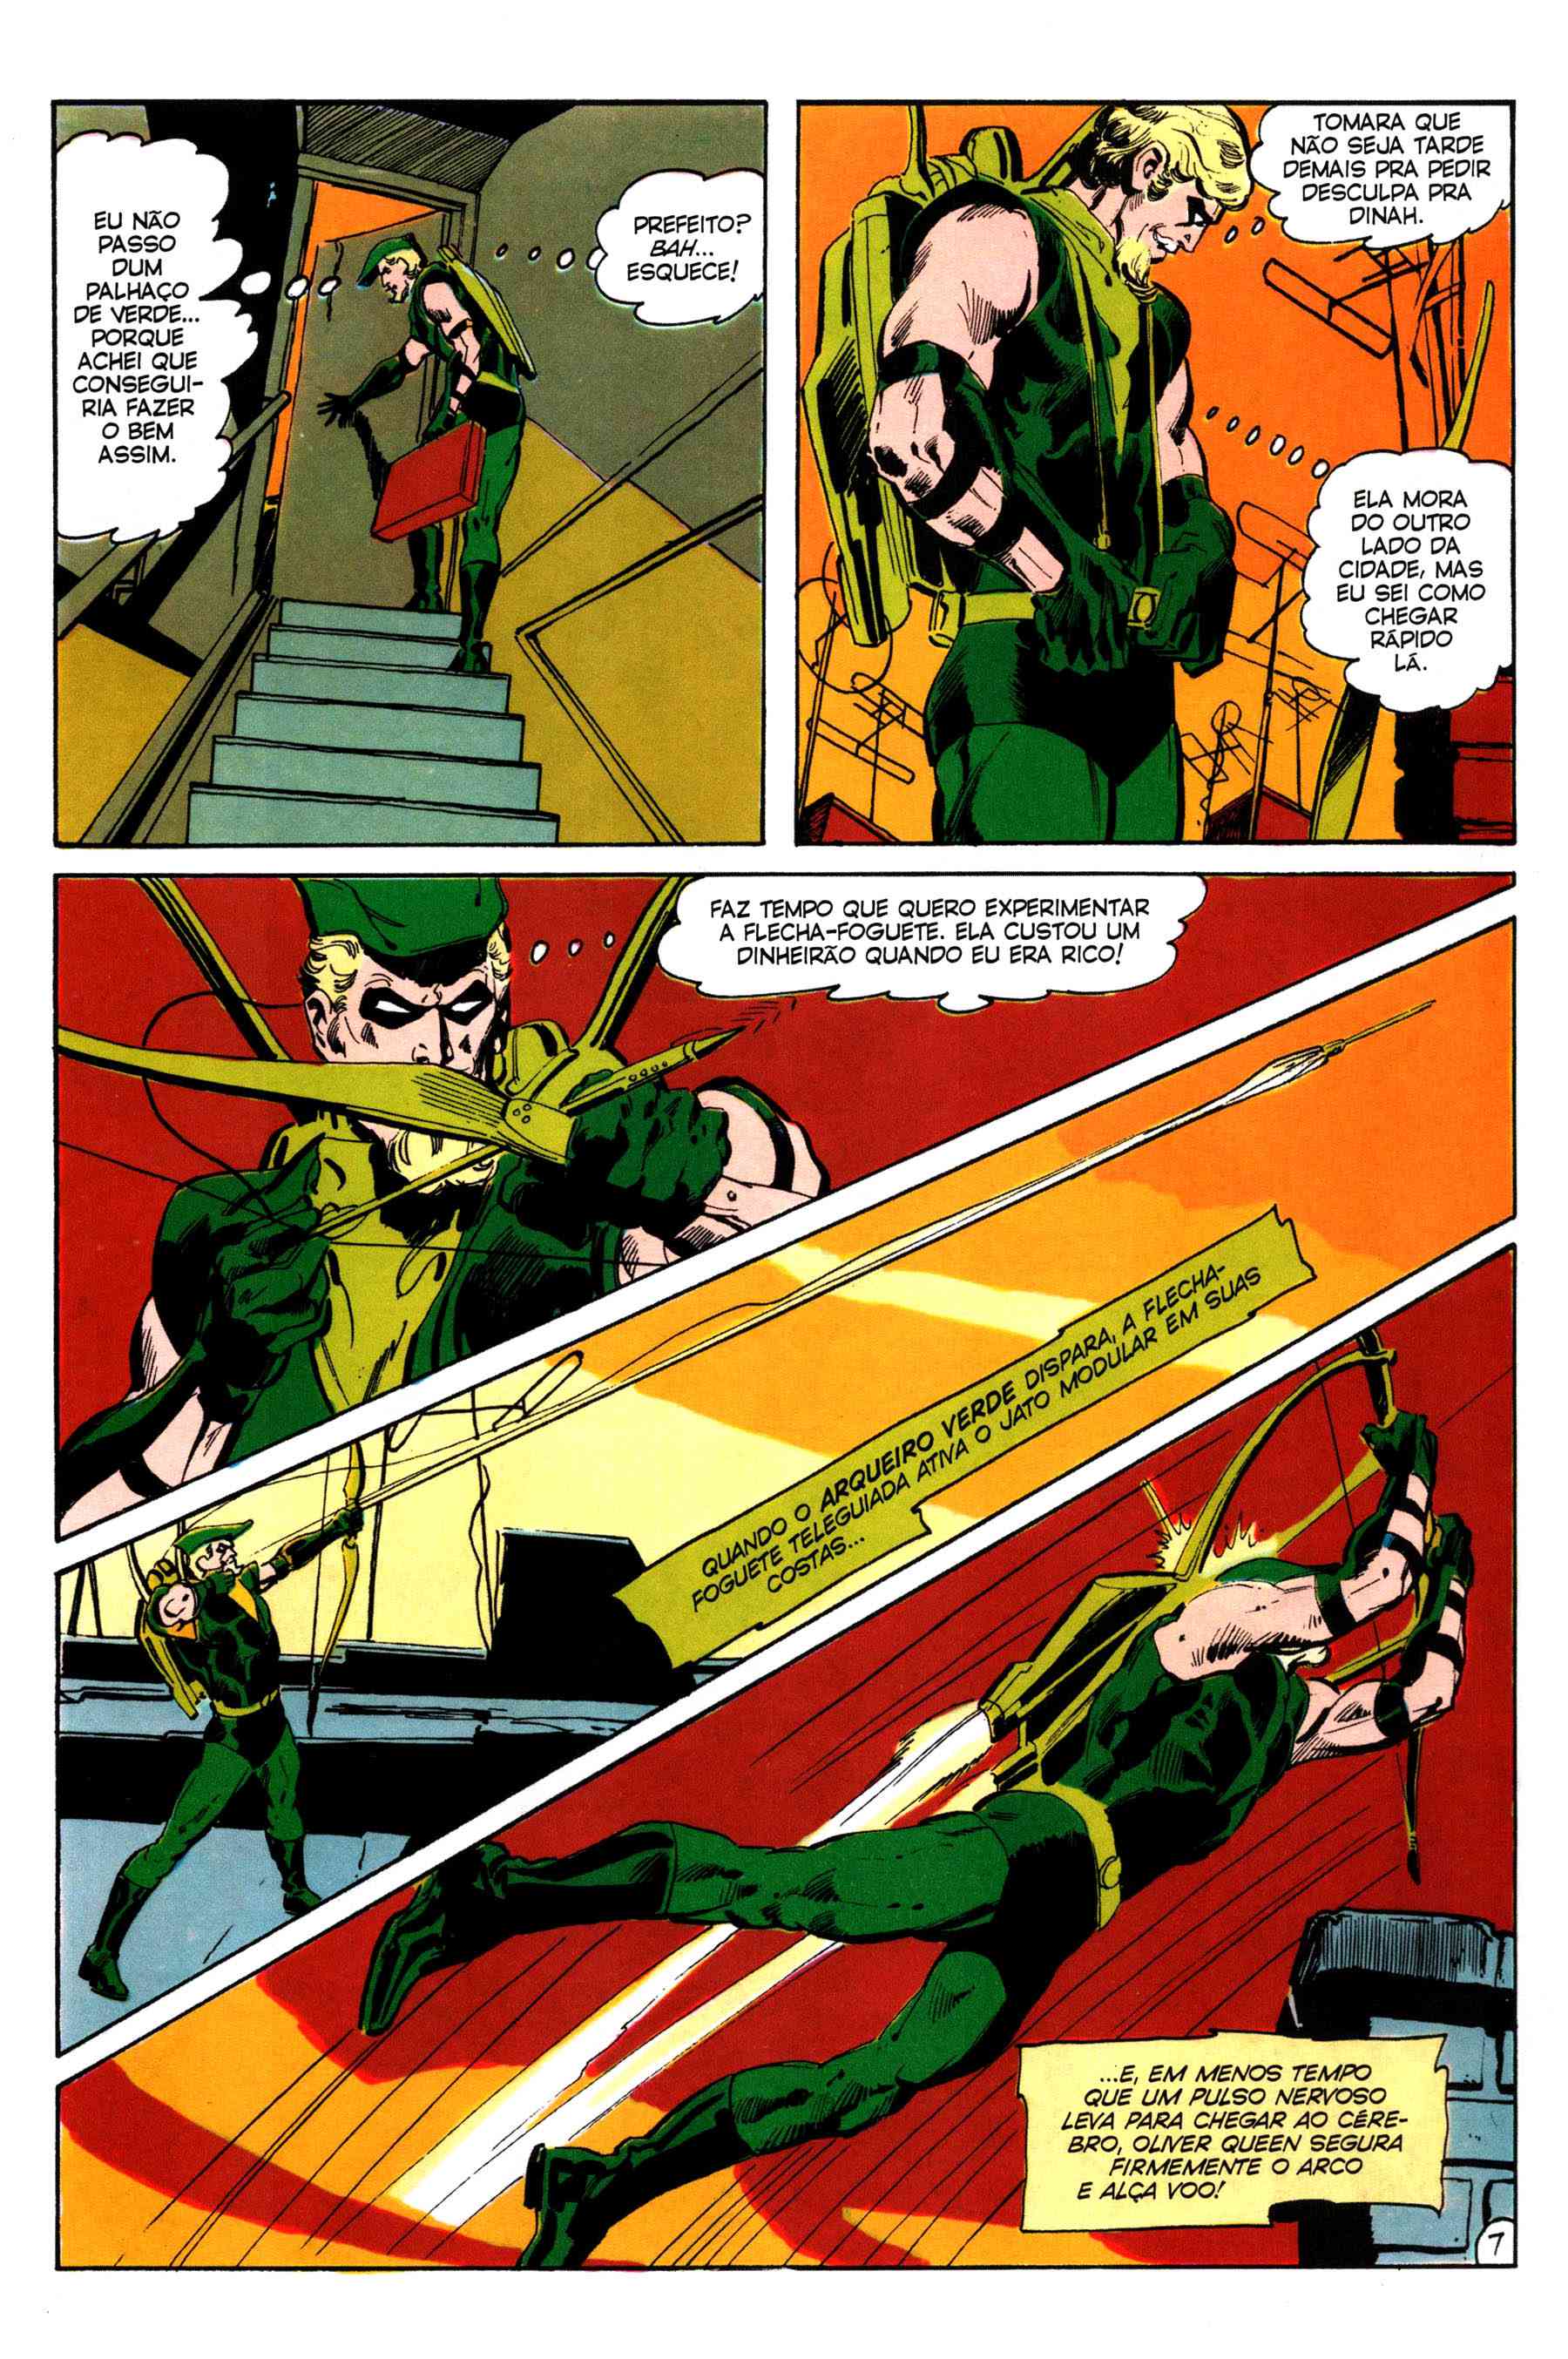 EU NÃO
PASSO
DUM
PALHAÇO
DE VERDE...
PORQUE
ACHEI QUE
CONSEGUI-
RIA FAZER
O BEM
ASSIM.
PREFEITO?
BAH...
ESQUECE!
TOMARA QUE
NÃO SEJA TARDE
DEMAIS PRA PEDIR
DESCULPA PRA
DINAH.
ELA MORA
DO OUTRO
LADO DA
CIDADE, MAS
EU SEI COMO
CHEGAR
RÁPIDO
LÁ.
FAZ TEMPO QUE QUERO EXPERIMENTAR
A FLECHA-FOGUETE. ELA CUSTOU UM
DINHEIRÃO QUANDO EU ERA RICO!
QUANDO O ARQUEIRO VERDE DISPARA, A FLECHA-
FOGUETE TELEGUIADA ATIVA O JATO MODULAR EM SUAS
COSTAS...
...E, EM MENOS TEMPO
QUE UM PULSO NERVOSO
LEVA PARA CHEGAR AO CÉRE-
BRO, OLIVER QUEEN SEGURA
FIRMEMENTE O ARCO
E ALÇA VOO!
7